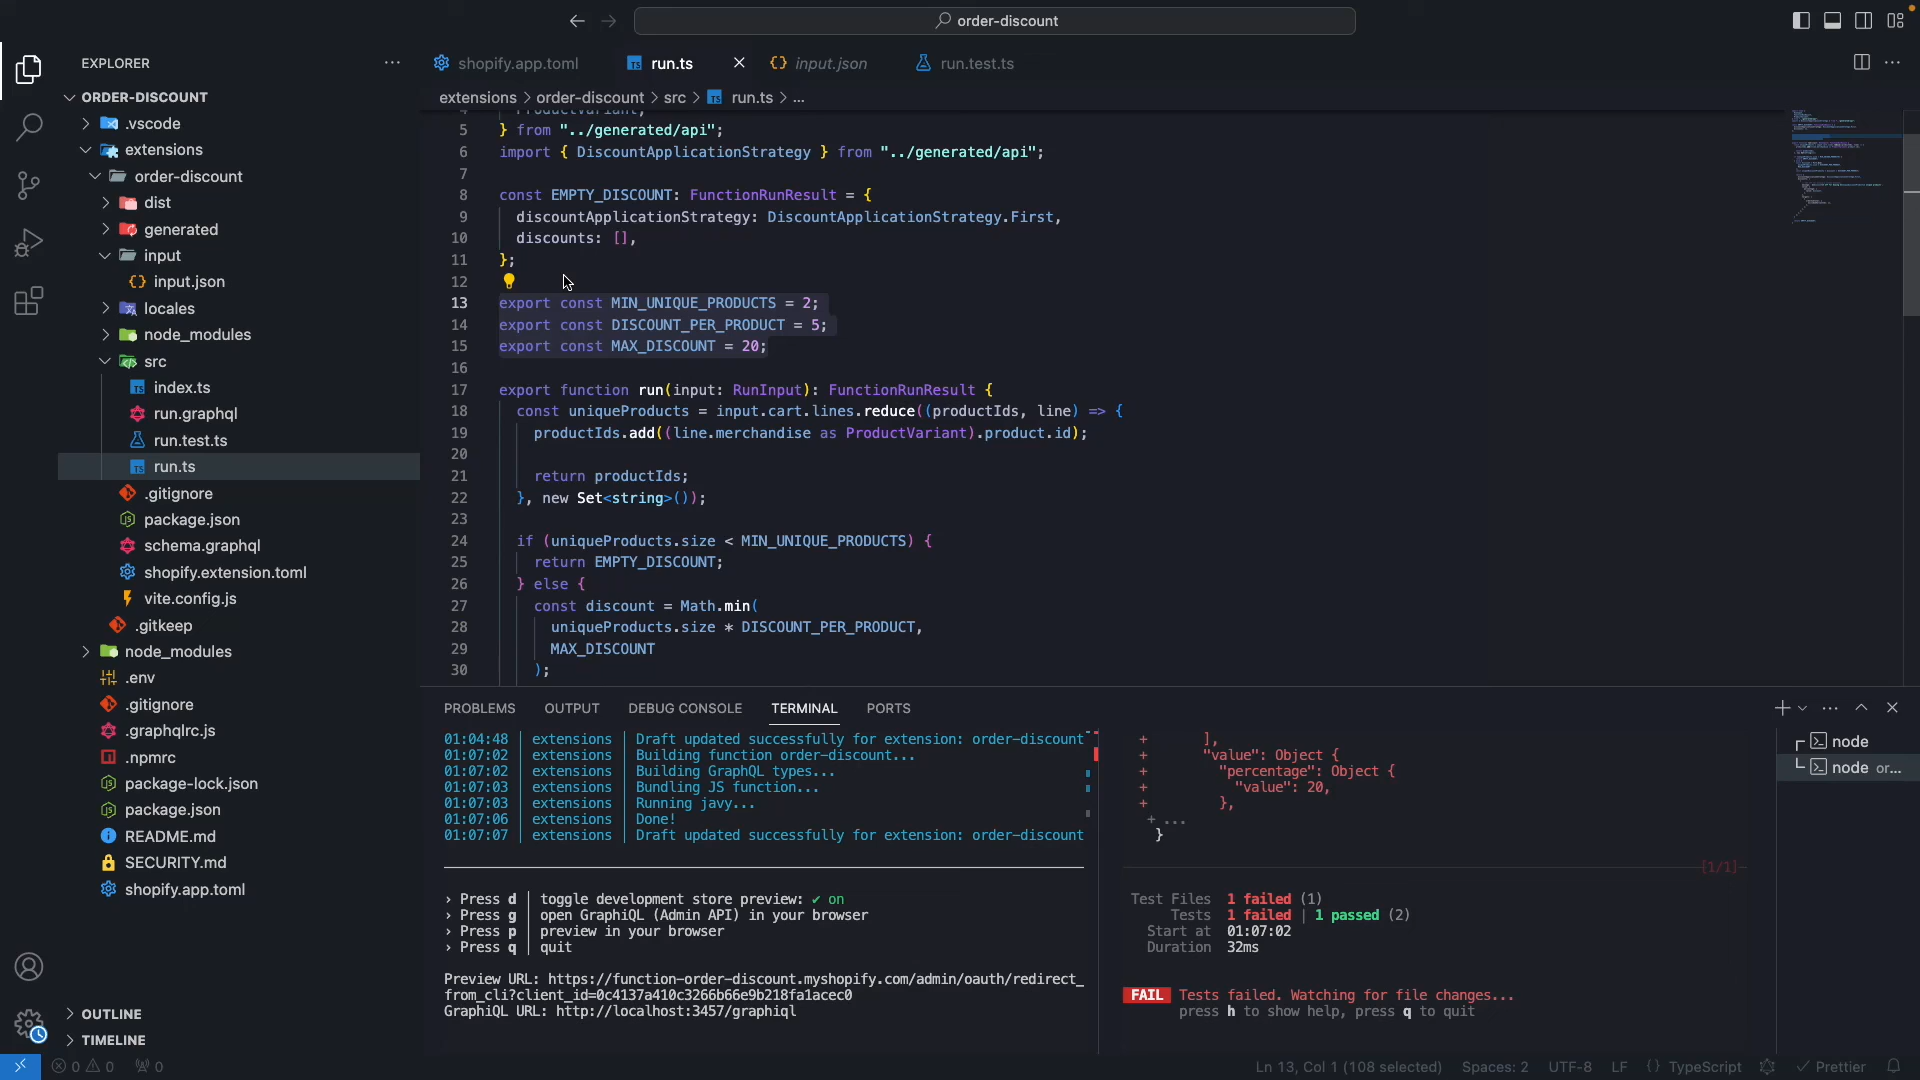 order-discount
EXPLORER
ORDER-DISCOUNT
.vscode
extensions
order-discount
dist
generated
input
input.json
locales
node_modules
src
index.ts
run.graphql
run.test.ts
run.ts
.gitignore
package.json
schema.graphql
shopify.extension.toml
vite.config.js
.gitkeep
node_modules
.env
.gitignore
.graphqlrc.js
.npmrc
package-lock.json
package.json
README.md
SECURITY.md
shopify.app.toml
OUTLINE
TIMELINE
shopify.app.toml run.ts input.json run.test.ts
extensions > order-discount > src > run.ts > ...
4 ProductVariant,
5 } from "../generated/api";
6 import { DiscountApplicationStrategy } from "../generated/api";
7
8 const EMPTY_DISCOUNT: FunctionRunResult = {
9 discountApplicationStrategy: DiscountApplicationStrategy.First,
10 discounts: [],
11 };
12
13 export const MIN_UNIQUE_PRODUCTS = 2;
14 export const DISCOUNT_PER_PRODUCT = 5;
15 export const MAX_DISCOUNT = 20;
16
17 export function run(input: RunInput): FunctionRunResult {
18 const uniqueProducts = input.cart.lines.reduce((productIds, line) => {
19 productIds.add((line.merchandise as ProductVariant).product.id);
20
21 return productIds;
22 }, new Set<string>());
23
24 if (uniqueProducts.size < MIN_UNIQUE_PRODUCTS) {
25 return EMPTY_DISCOUNT;
26 } else {
27 const discount = Math.min(
28 uniqueProducts.size * DISCOUNT_PER_PRODUCT,
29 MAX_DISCOUNT
30 );
PROBLEMS OUTPUT DEBUG CONSOLE TERMINAL PORTS
01:04:48 | extensions | Draft updated successfully for extension: order-discount
01:07:02 | extensions | Building function order-discount...
01:07:02 | extensions | Building GraphQL types...
01:07:03 | extensions | Bundling JS function...
01:07:03 | extensions | Running javy...
01:07:06 | extensions | Done!
01:07:07 | extensions | Draft updated successfully for extension: order-discount
› Press d | toggle development store preview: ✔ on
› Press g | open GraphiQL (Admin API) in your browser
› Press p | preview in your browser
› Press q | quit
Preview URL: https://function-order-discount.myshopify.com/admin/oauth/redirect_
from_cli?client_id=0c4137a410c3266b66e9b218fa1acec0
GraphiQL URL: http://localhost:3457/graphiql
+ ],
+ "value": Object {
+ "percentage": Object {
+ "value": 20,
+ },
+ ...
}
[1/1]
Test Files 1 failed (1)
Tests 1 failed | 1 passed (2)
Start at 01:07:02
Duration 32ms
FAIL Tests failed. Watching for file changes...
press h to show help, press q to quit
node
node or...
0 0 0
Ln 13, Col 1 (108 selected) Spaces: 2 UTF-8 LF {} TypeScript Prettier